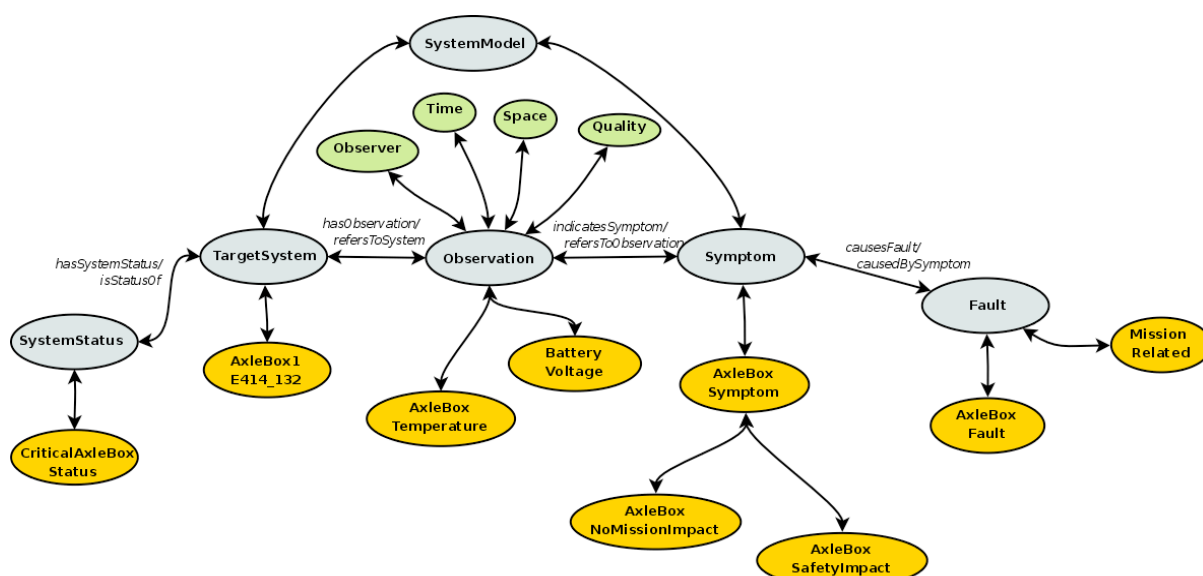 SystemModel
Time
Space
Quality
Observer
hasObservation/
refersToSystem
indicatesSymptom/
refersToObservation
causesFault/
causedBySymptom
hasSystemStatus/
isStatusOf
TargetSystem
Observation
Symptom
Fault
SystemStatus
Mission
Related
AxleBox1
E414_132
Battery
Voltage
AxleBox
Symptom
AxleBox
Temperature
AxleBox
Fault
CriticalAxleBox
Status
AxleBox
NoMissionImpact
AxleBox
SafetyImpact